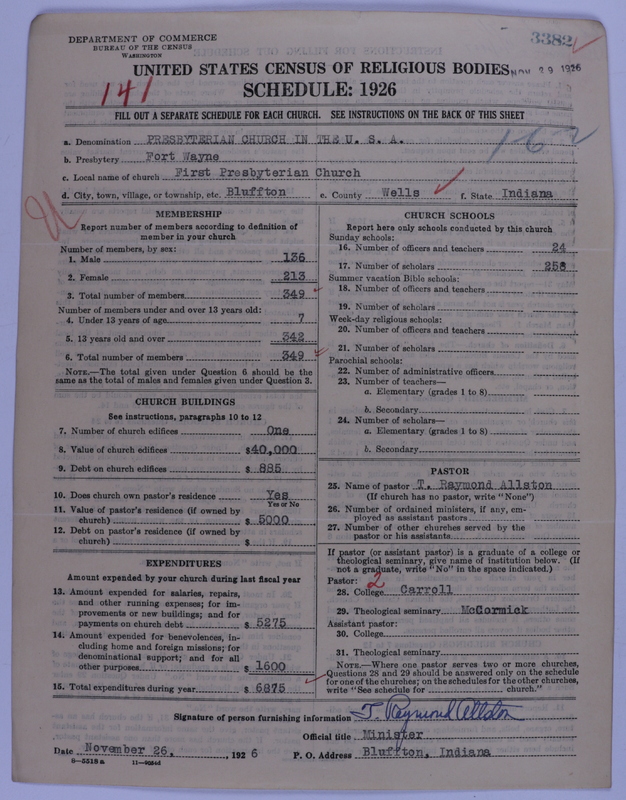 DEPARTMENT OF COMMERCE
BUREAU OF THE CENSUS
WASHINGTON
3382
NOV 29 1926
UNITED STATES CENSUS OF RELIGIOUS BODIES
141
SCHEDULE: 1926
FILL OUT A SEPARATE SCHEDULE FOR EACH CHURCH. SEE INSTRUCTIONS ON THE BACK OF THIS SHEET
a. Denomination PRESBYTERIAN CHURCH IN THE U. S. A.
162
b. Presbytery Fort Wayne
c. Local name of church First Presbyterian Church
d. City, town, village, or township, etc. Bluffton e. County Wells f. State Indiana
MEMBERSHIP
Report number of members according to definition of
member in your church
Number of members, by sex:
1. Male 136
2. Female 213
3. Total number of members 349
Number of members under and over 13 years old:
4. Under 13 years of age 7
5. 13 years old and over 342
6. Total number of members 349
NOTE.—The total given under Question 6 should be the
same as the total of males and females given under Question 3.
CHURCH BUILDINGS
See instructions, paragraphs 10 to 12
7. Number of church edifices One
8. Value of church edifices $40,000
9. Debt on church edifices $ 885
10. Does church own pastor's residence Yes
Yes or No
11. Value of pastor's residence (if owned by
church) $ 5000
12. Debt on pastor's residence (if owned by
church) $
EXPENDITURES
Amount expended by your church during last fiscal year
13. Amount expended for salaries, repairs,
and other running expenses; for im-
provements or new buildings; and for
payments on church debt $ 5275
14. Amount expended for benevolences, in-
cluding home and foreign missions; for
denominational support; and for all
other purposes $ 1600
15. Total expenditures during year $ 6875
CHURCH SCHOOLS
Report here only schools conducted by this church
Sunday schools:
16. Number of officers and teachers 24
17. Number of scholars 258
Summer vacation Bible schools:
18. Number of officers and teachers
19. Number of scholars
Week-day religious schools:
20. Number of officers and teachers
21. Number of scholars
Parochial schools:
22. Number of administrative officers
23. Number of teachers—
a. Elementary (grades 1 to 8)
b. Secondary
24. Number of scholars—
a. Elementary (grades 1 to 8)
b. Secondary
PASTOR
25. Name of pastor T. Raymond Allston
(If church has no pastor, write "None")
26. Number of ordained ministers, if any, em-
ployed as assistant pastors
27. Number of other churches served by the
pastor or his assistants
If pastor (or assistant pastor) is a graduate of a college or
theological seminary, give name of institution below. (If
not a graduate, write "No" in the space indicated.)
Pastor: 2
28. College Carroll
29. Theological seminary McCormick
Assistant pastor:
30. College
31. Theological seminary
NOTE.—Where one pastor serves two or more churches,
Questions 28 and 29 should be answered only on the schedule
for one of the churches; on the schedules for the other churches,
write "See schedule for church."
Signature of person furnishing information T. Raymond Allston
Official title Minister
Date November 26, 1926 P. O. Address Bluffton, Indiana
8—5518a